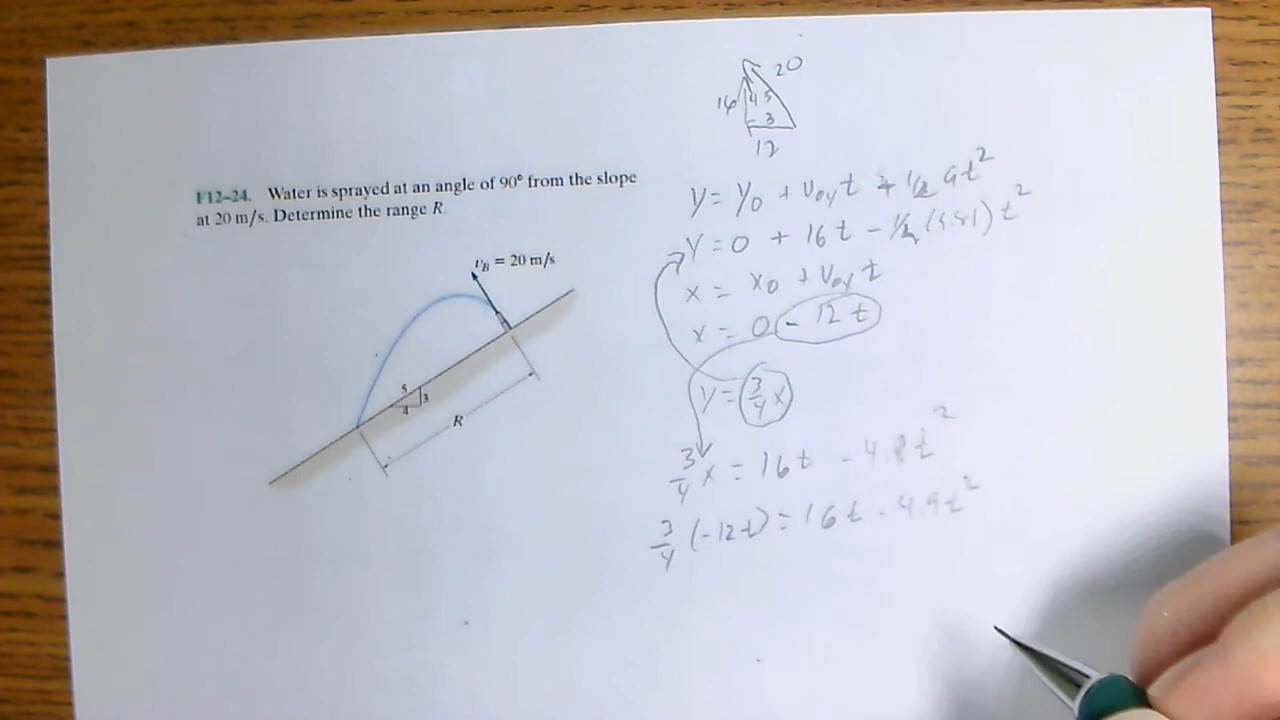 20
16
4 5
3
12
F12–24. Water is sprayed at an angle of 90° from the slope
at 20 m/s. Determine the range R.
v_B = 20 m/s
5
3
4
R
y = y₀ + v₀y t + ½ a t²
y = 0 + 16t - ½ (9.81) t²
x = x₀ + v₀x t
x = 0 - 12t
y = 3/4 x
3/4 x = 16t - 4.9t²
3/4 (-12t) = 16t - 4.9t²